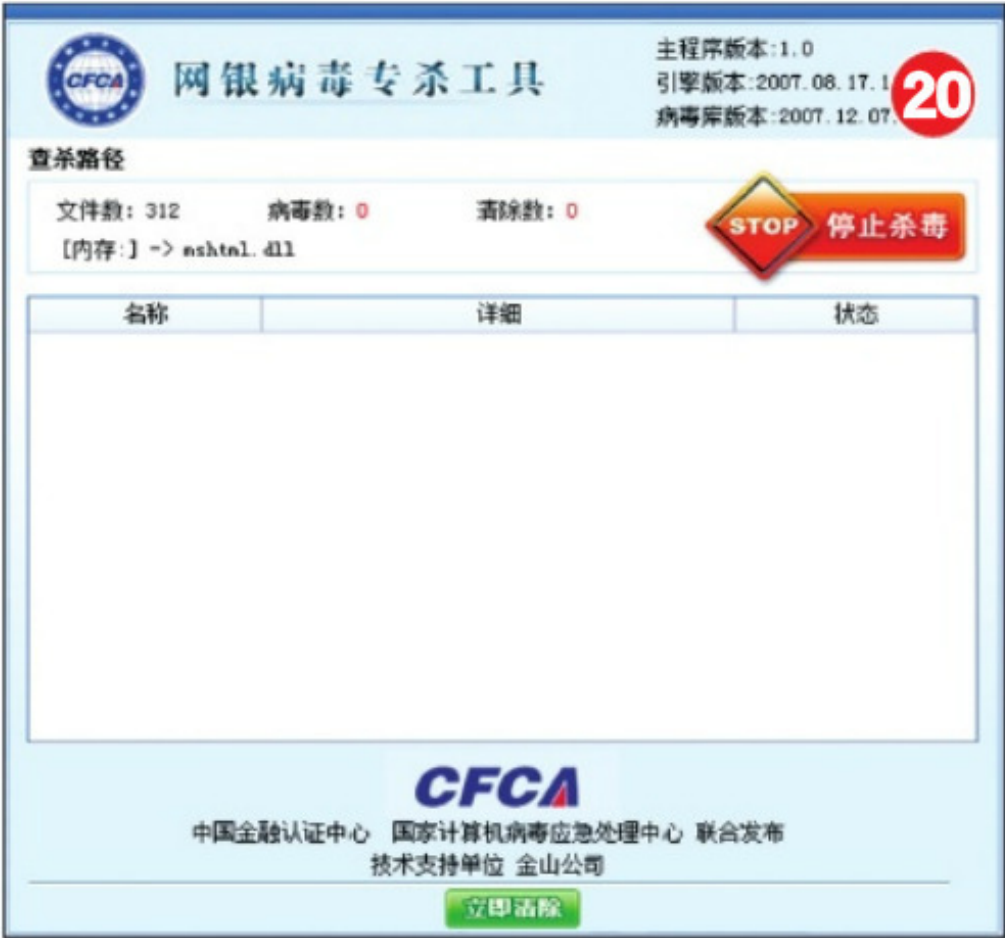 CFCA
网银病毒专杀工具
主程序版本:1.0
引擎版本:2007.08.17.1
病毒库版本:2007.12.07.
20
查杀路径
文件数: 312 病毒数: 0 清除数: 0
[内存:] -> mshtml.dll
STOP 停止杀毒
名称 详细 状态
CFCA
中国金融认证中心 国家计算机病毒应急处理中心 联合发布
技术支持单位 金山公司
立即清除